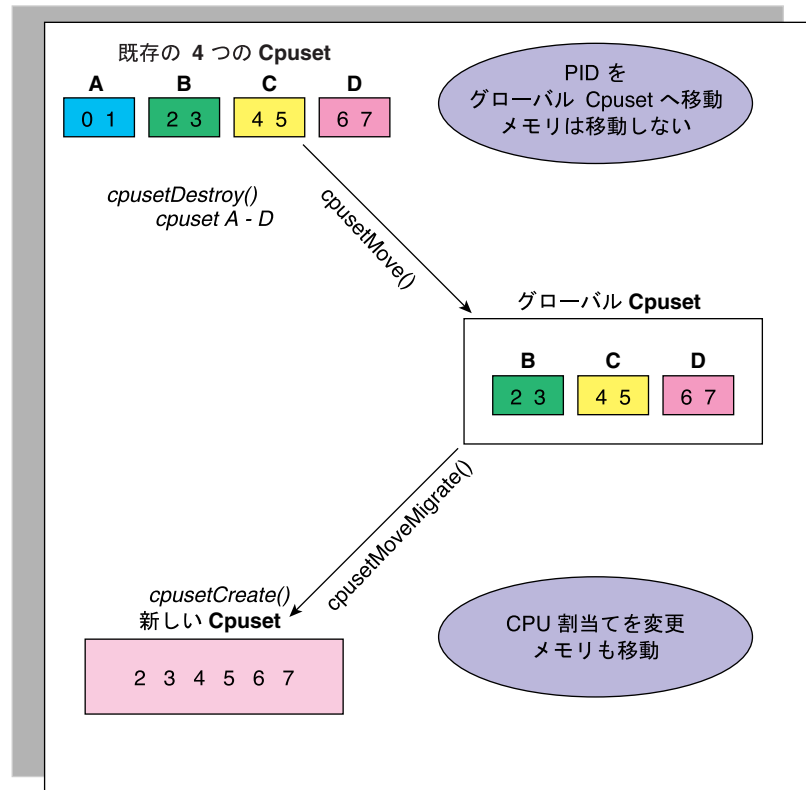 既存の 4 つの Cpuset
A B C D
0 1 2 3 4 5 6 7
PID を
グローバル Cpuset へ移動
メモリは移動しない
cpusetDestroy()
cpuset A - D
cpusetMove()
グローバル Cpuset
B C D
2 3 4 5 6 7
cpusetMoveMigrate()
cpusetCreate()
新しい Cpuset
2 3 4 5 6 7
CPU 割当てを変更
メモリも移動